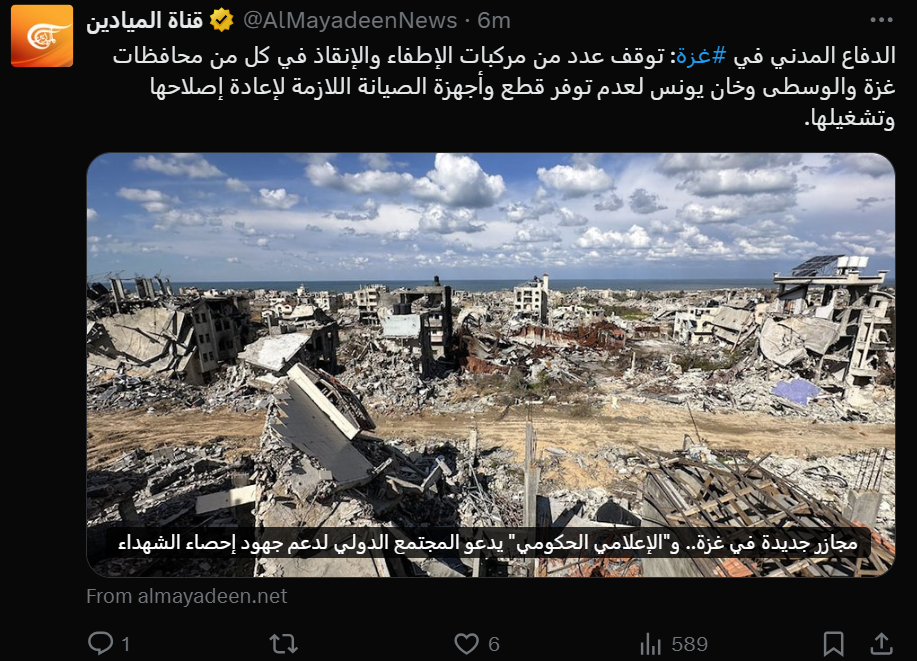 قناة الميادين @AlMayadeenNews · 6m
الدفاع المدني في #غزة: توقف عدد من مركبات الإطفاء والإنقاذ في كل من محافظات
غزة والوسطى وخان يونس لعدم توفر قطع وأجهزة الصيانة اللازمة لإعادة إصلاحها
وتشغيلها.
مجازر جديدة في غزة.. و"الإعلامي الحكومي" يدعو المجتمع الدولي لدعم جهود إحصاء الشهداء
From almayadeen.net
1 6 589